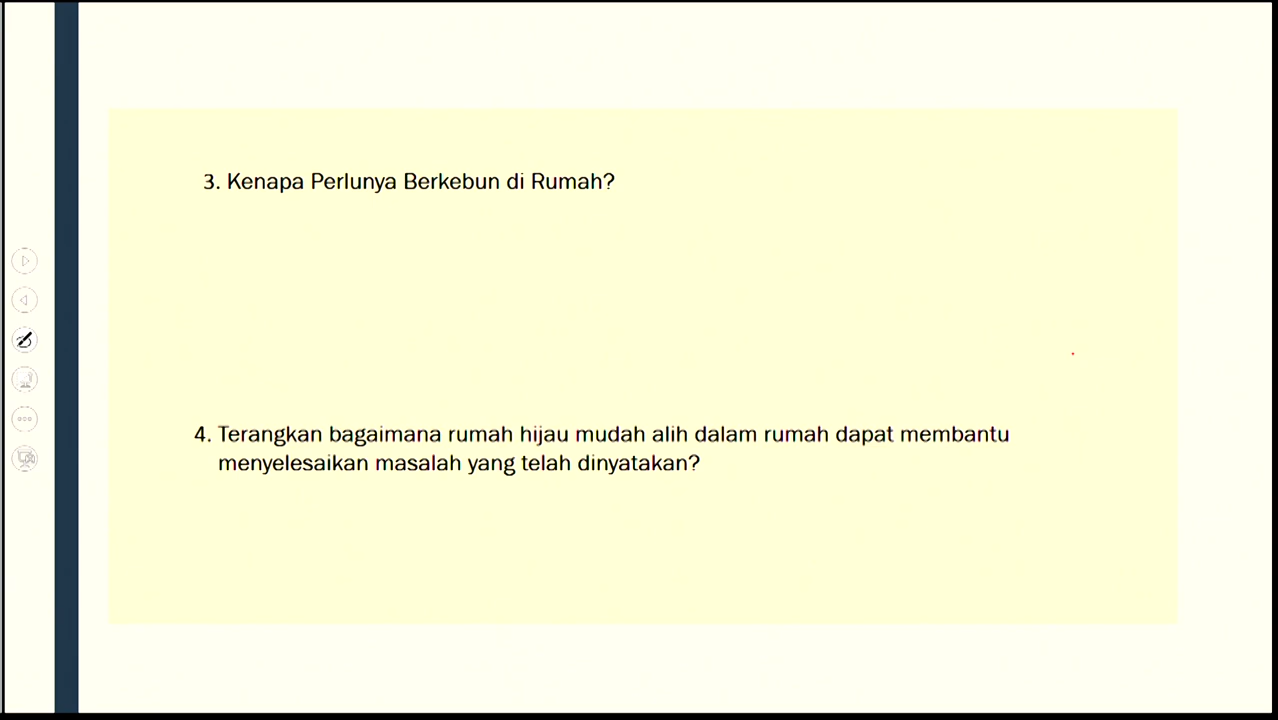 3. Kenapa Perlunya Berkebun di Rumah?
4. Terangkan bagaimana rumah hijau mudah alih dalam rumah dapat membantu
menyelesaikan masalah yang telah dinyatakan?